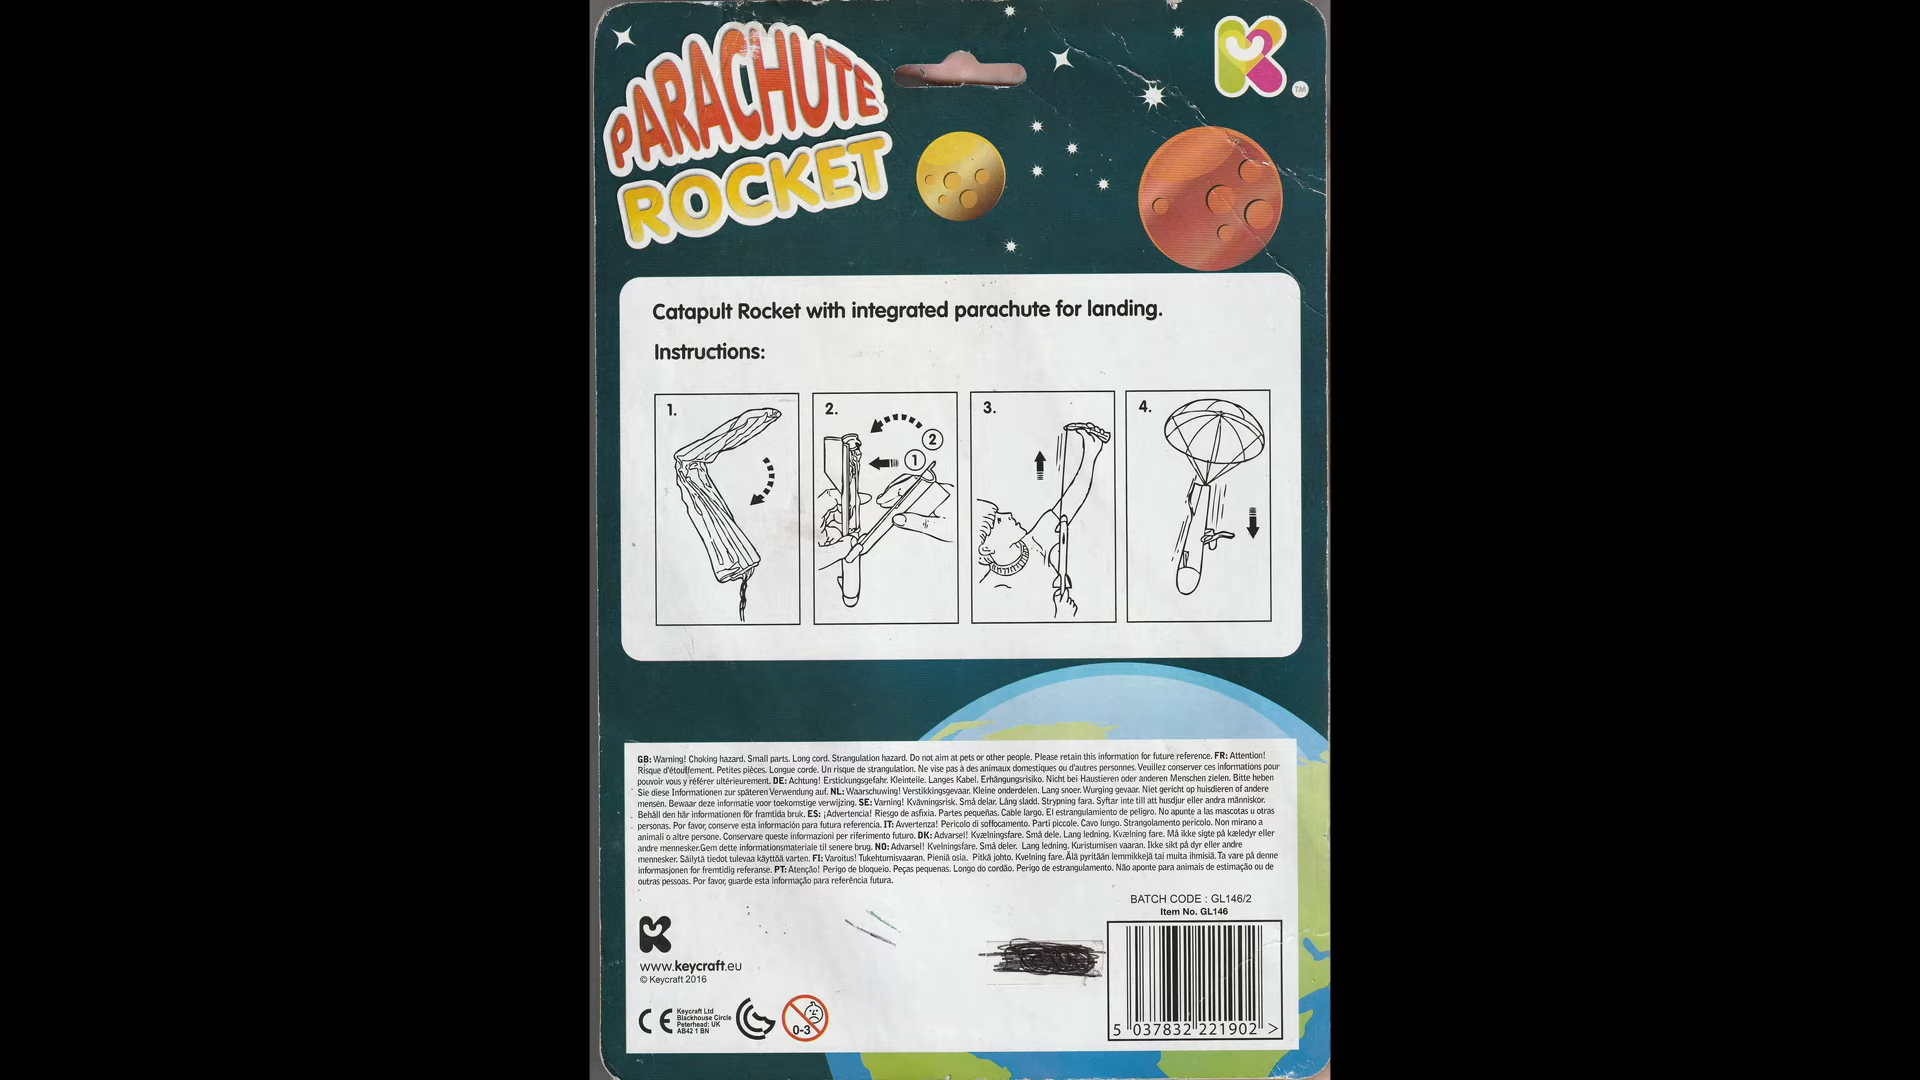 PARACHUTE
ROCKET
K
TM
Catapult Rocket with integrated parachute for landing.
Instructions:
1.
2.
3.
4.
2
1
GB: Warning! Choking hazard. Small parts. Long cord. Strangulation hazard. Do not aim at pets or other people. Please retain this information for future reference. FR: Attention!
Risque d'étouffement. Petites pièces. Longue corde. Un risque de strangulation. Ne vise pas à des animaux domestiques ou d'autres personnes. Veuillez conserver ces informations pour
pouvoir vous y référer ultérieurement. DE: Achtung! Erstickungsgefahr. Kleinteile. Langes Kabel. Erhängungsrisiko. Nicht bei Haustieren oder anderen Menschen zielen. Bitte heben
Sie diese Informationen zur späteren Verwendung auf. NL: Waarschuwing! Verstikkingsgevaar. Kleine onderdelen. Lang snoer. Wurging gevaar. Niet gericht op huisdieren of andere
mensen. Bewaar deze informatie voor toekomstige verwijzing. SE: Varning! Kvävningsrisk. Små delar. Lång sladd. Strypning fara. Syftar inte till att husdjur eller andra människor.
Behåll den här informationen för framtida bruk. ES: ¡Advertencia! Riesgo de asfixia. Partes pequeñas. Cable largo. El estrangulamiento de peligro. No apunte a las mascotas u otras
personas. Por favor, conserve esta información para futura referencia. IT: Avvertenza! Pericolo di soffocamento. Parti piccole. Cavo lungo. Strangolamento pericolo. Non mirano a
animali o altre persone. Conservare queste informazioni per riferimento futuro. DK: Advarsel! Kvælningsfare. Små dele. Lang ledning. Kvælning fare. Må ikke sigte på kæledyr eller
andre mennesker.Gem dette informationsmateriale til senere brug. NO: Advarsel! Kvelningsfare. Små deler. Lang ledning. Kuristumisen vaaran. Ikke sikt på dyr eller andre
mennesker. Säilytä tiedot tulevaa käyttöä varten. FI: Varoitus! Tukehtumisvaaran. Pieniä osia. Pitkä johto. Kvelning fare. Älä pyritään lemmikkejä tai muita ihmisiä. Ta vare på denne
informasjonen for fremtidig referanse. PT: Atenção! Perigo de bloqueio. Peças pequenas. Longo do cordão. Perigo de estrangulamento. Não aponte para animais de estimação ou de
outras pessoas. Por favor, guarde esta informação para referência futura.
BATCH CODE : GL146/2
Item No. GL146
K
www.keycraft.eu
© Keycraft 2016
CE
Keycraft Ltd
Blackhouse Circle
Peterhead: UK
AB42 1 BN
0-3
5 037832 221902 >